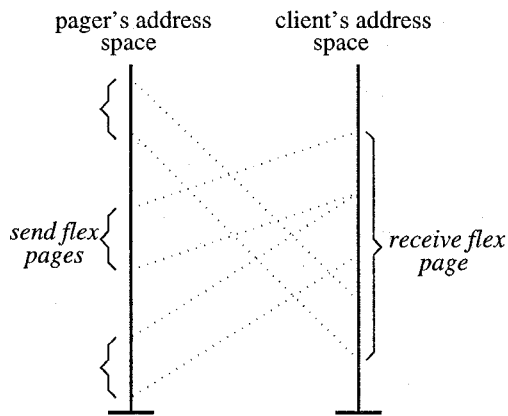 pager's address
space
client's address
space
send flex
pages
receive flex
page